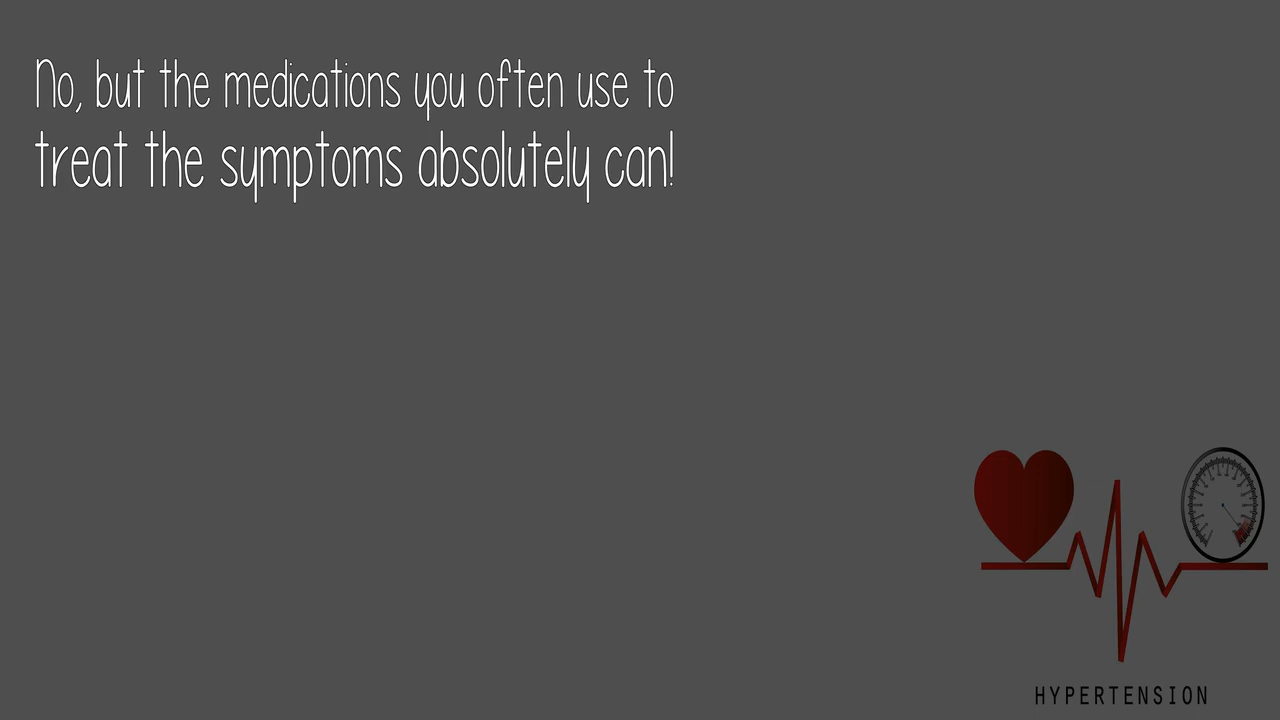 No, but the medications you often use to
treat the symptoms absolutely can!
HYPERTENSION